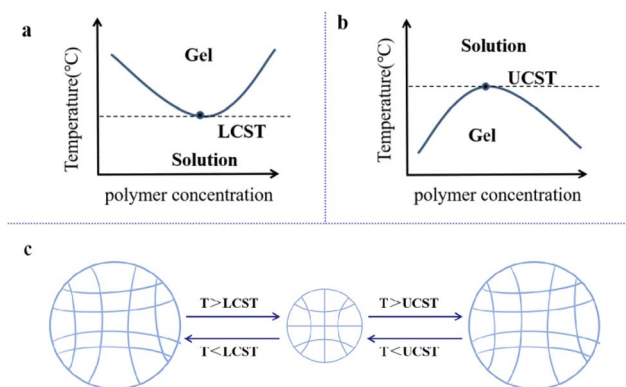 a
Temperature(°C)
Gel
LCST
Solution
polymer concentration
b
Temperature(°C)
Solution
UCST
Gel
polymer concentration
c
T>LCST
T<LCST
T>UCST
T<UCST